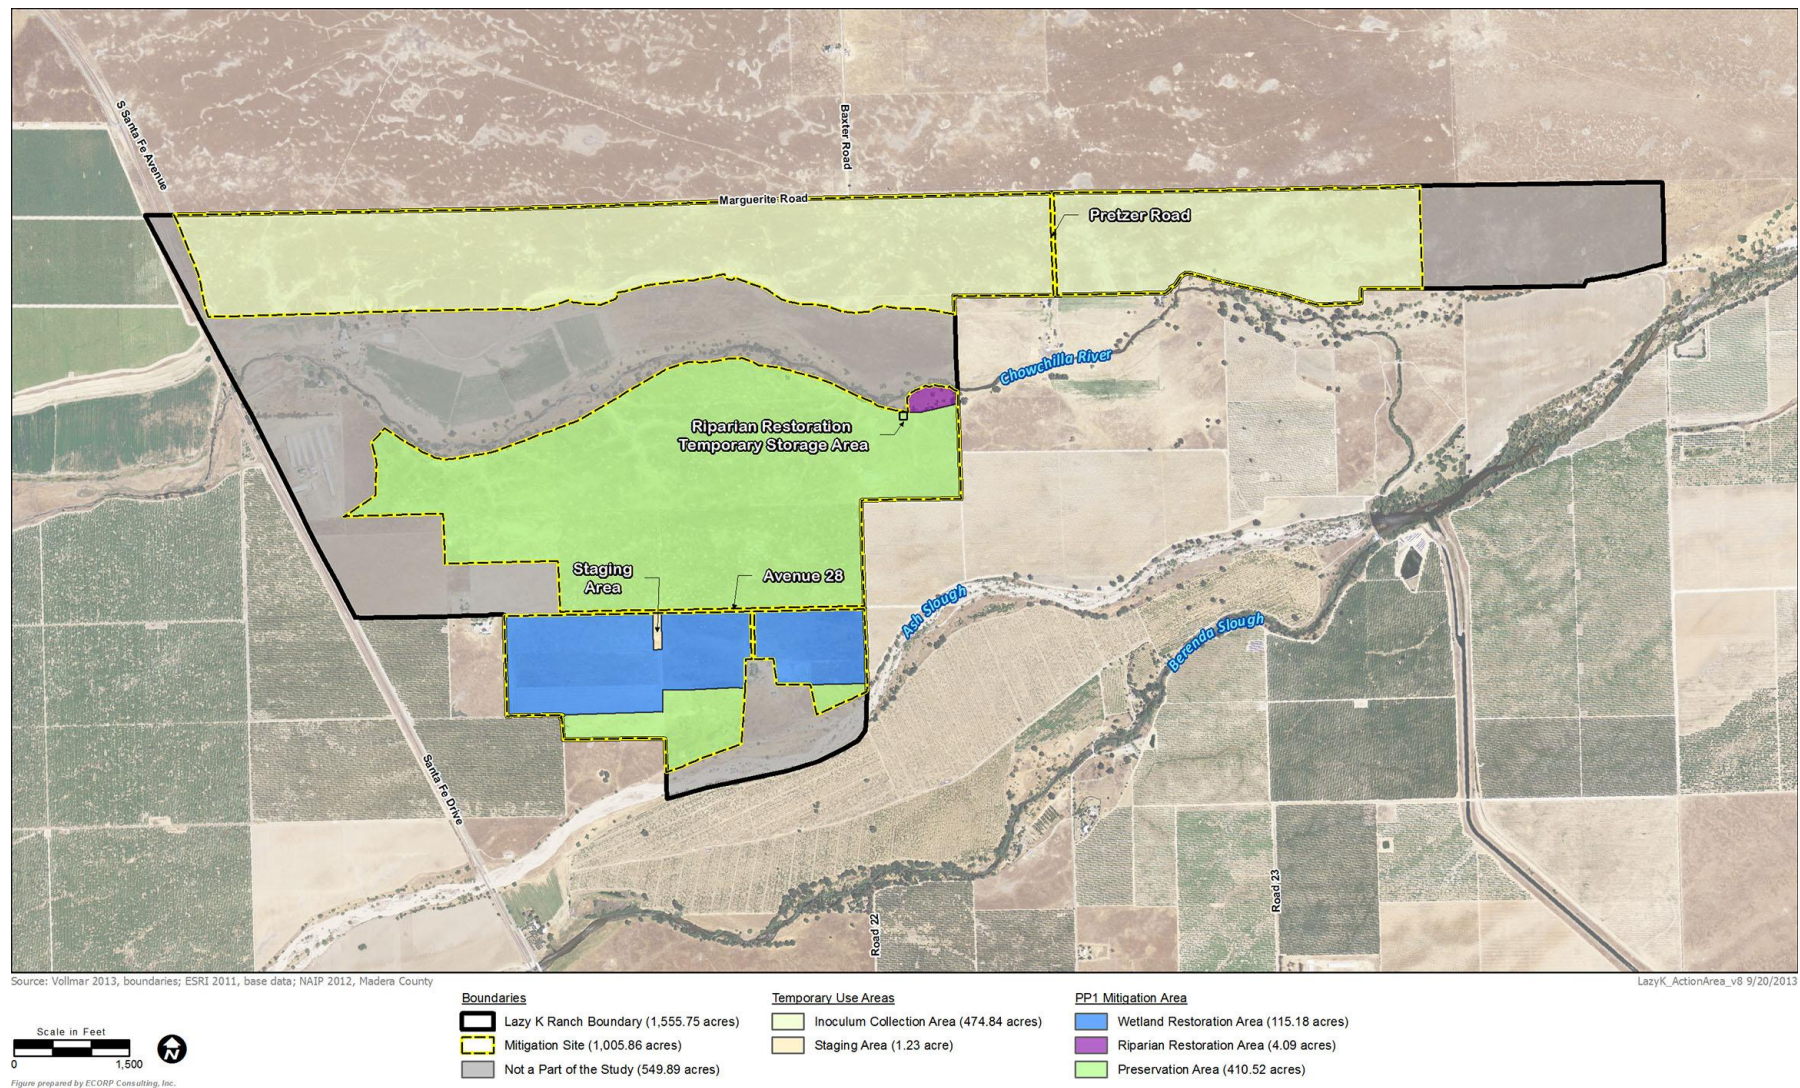 S Santa Fe Avenue
Baxter Road
Marguerite Road
Pretzer Road
Chowchilla River
Riparian Restoration
Temporary Storage Area
Staging
Area
Avenue 28
Ash Slough
Berenda Slough
Santa Fe Drive
Road 22
Road 23
Source: Vollmar 2013, boundaries; ESRI 2011, base data; NAIP 2012, Madera County
LazyK_ActionArea_v8 9/20/2013
Boundaries
Lazy K Ranch Boundary (1,555.75 acres)
Mitigation Site (1,005.86 acres)
Not a Part of the Study (549.89 acres)
Temporary Use Areas
Inoculum Collection Area (474.84 acres)
Staging Area (1.23 acre)
PP1 Mitigation Area
Wetland Restoration Area (115.18 acres)
Riparian Restoration Area (4.09 acres)
Preservation Area (410.52 acres)
Scale in Feet
0 1,500
N
Figure prepared by ECORP Consulting, Inc.